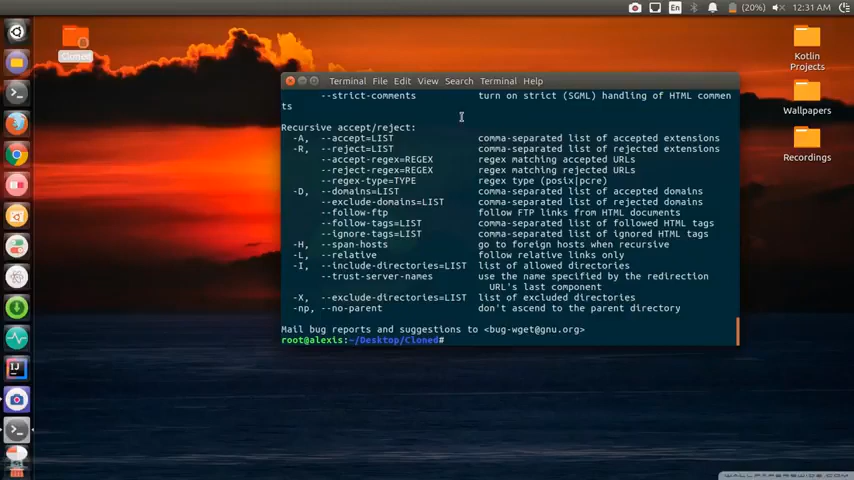 En
(20%)
12:31 AM
Cloned
Kotlin
Projects
Wallpapers
Recordings
Terminal File Edit View Search Terminal Help
--strict-comments turn on strict (SGML) handling of HTML commen
ts
Recursive accept/reject:
-A, --accept=LIST comma-separated list of accepted extensions
-R, --reject=LIST comma-separated list of rejected extensions
--accept-regex=REGEX regex matching accepted URLs
--reject-regex=REGEX regex matching rejected URLs
--regex-type=TYPE regex type (posix|pcre)
-D, --domains=LIST comma-separated list of accepted domains
--exclude-domains=LIST comma-separated list of rejected domains
--follow-ftp follow FTP links from HTML documents
--follow-tags=LIST comma-separated list of followed HTML tags
--ignore-tags=LIST comma-separated list of ignored HTML tags
-H, --span-hosts go to foreign hosts when recursive
-L, --relative follow relative links only
-I, --include-directories=LIST list of allowed directories
--trust-server-names use the name specified by the redirection
URL's last component
-X, --exclude-directories=LIST list of excluded directories
-np, --no-parent don't ascend to the parent directory
Mail bug reports and suggestions to <bug-wget@gnu.org>
root@alexis:~/Desktop/Cloned#